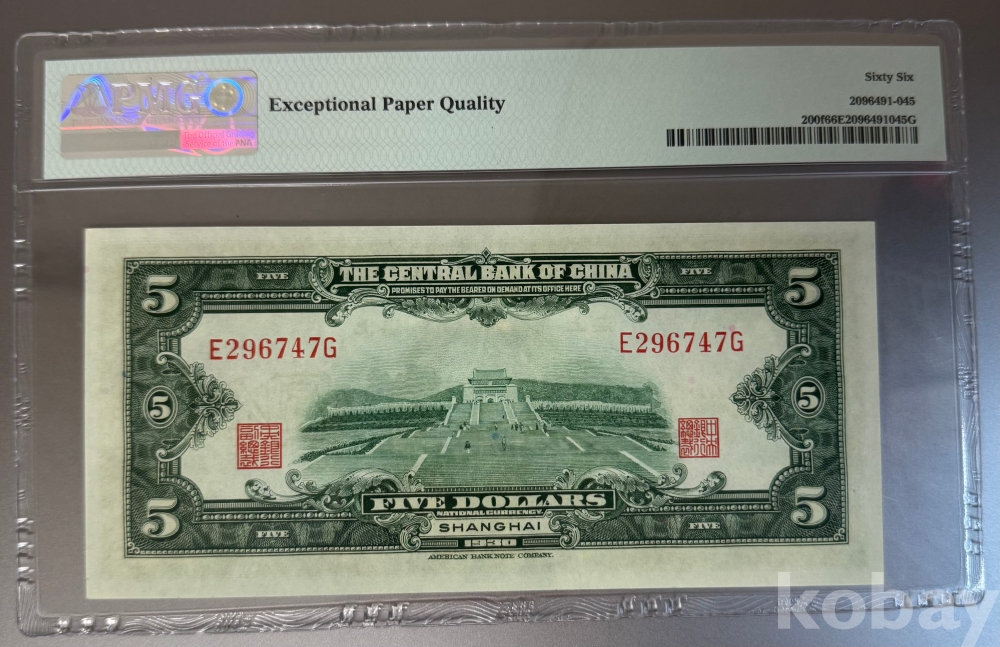 PMG
Exceptional Paper Quality
Sixty Six
2096491-045
200f66E2096491045G
THE CENTRAL BANK OF CHINA
PROMISES TO PAY THE BEARER ON DEMAND AT ITS OFFICE HERE
5 FIVE FIVE 5
E296747G E296747G
5 5
5 FIVE FIVE 5
FIVE DOLLARS
NATIONAL CURRENCY
SHANGHAI
1930
AMERICAN BANK NOTE COMPANY.
kobay